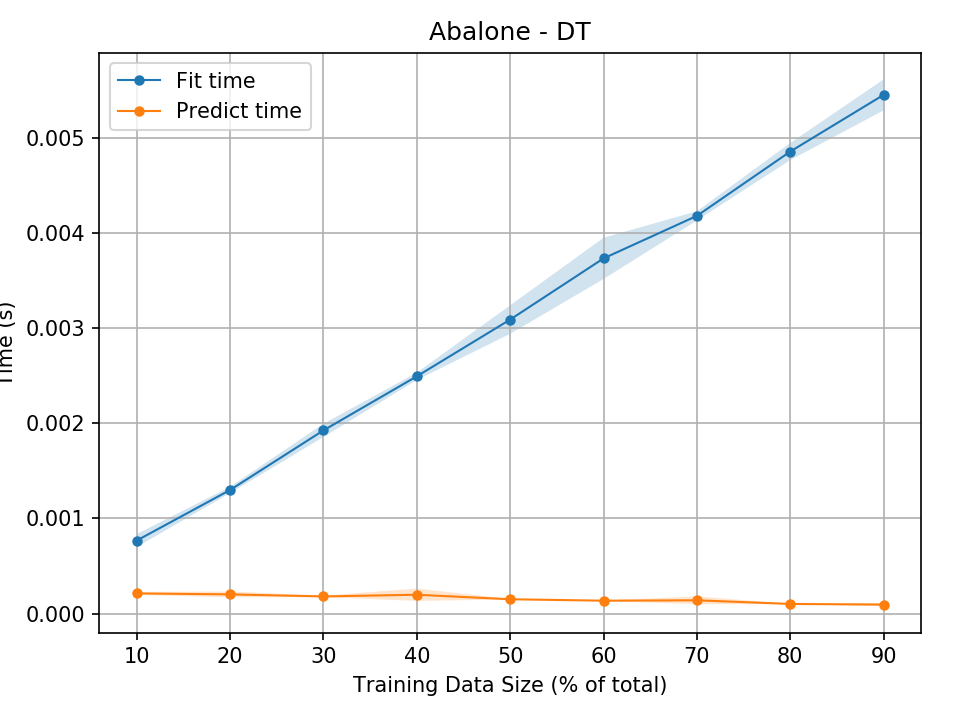 Abalone - DT
Fit time
Predict time
0.005
0.004
0.003
0.002
0.001
0.000
Time (s)
10 20 30 40 50 60 70 80 90
Training Data Size (% of total)